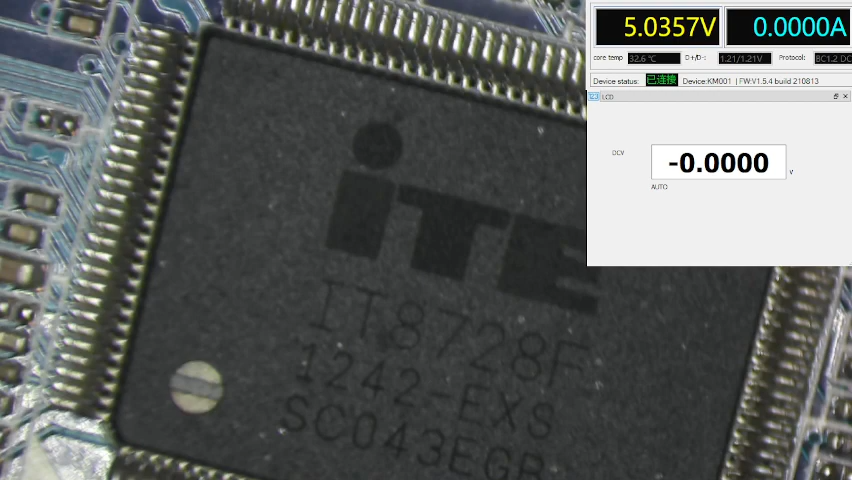 5.0357V 0.0000A
core temp 32.6 °C D+/D-: 1.21/1.21V Protocol: BC1.2 DC
Device status: 已连接 Device:KM001 | FW:V1.5.4 build 210813
123 LCD
DCV
-0.0000 V
AUTO
iTE
IT8728F
1242-EXS
SC043EGB